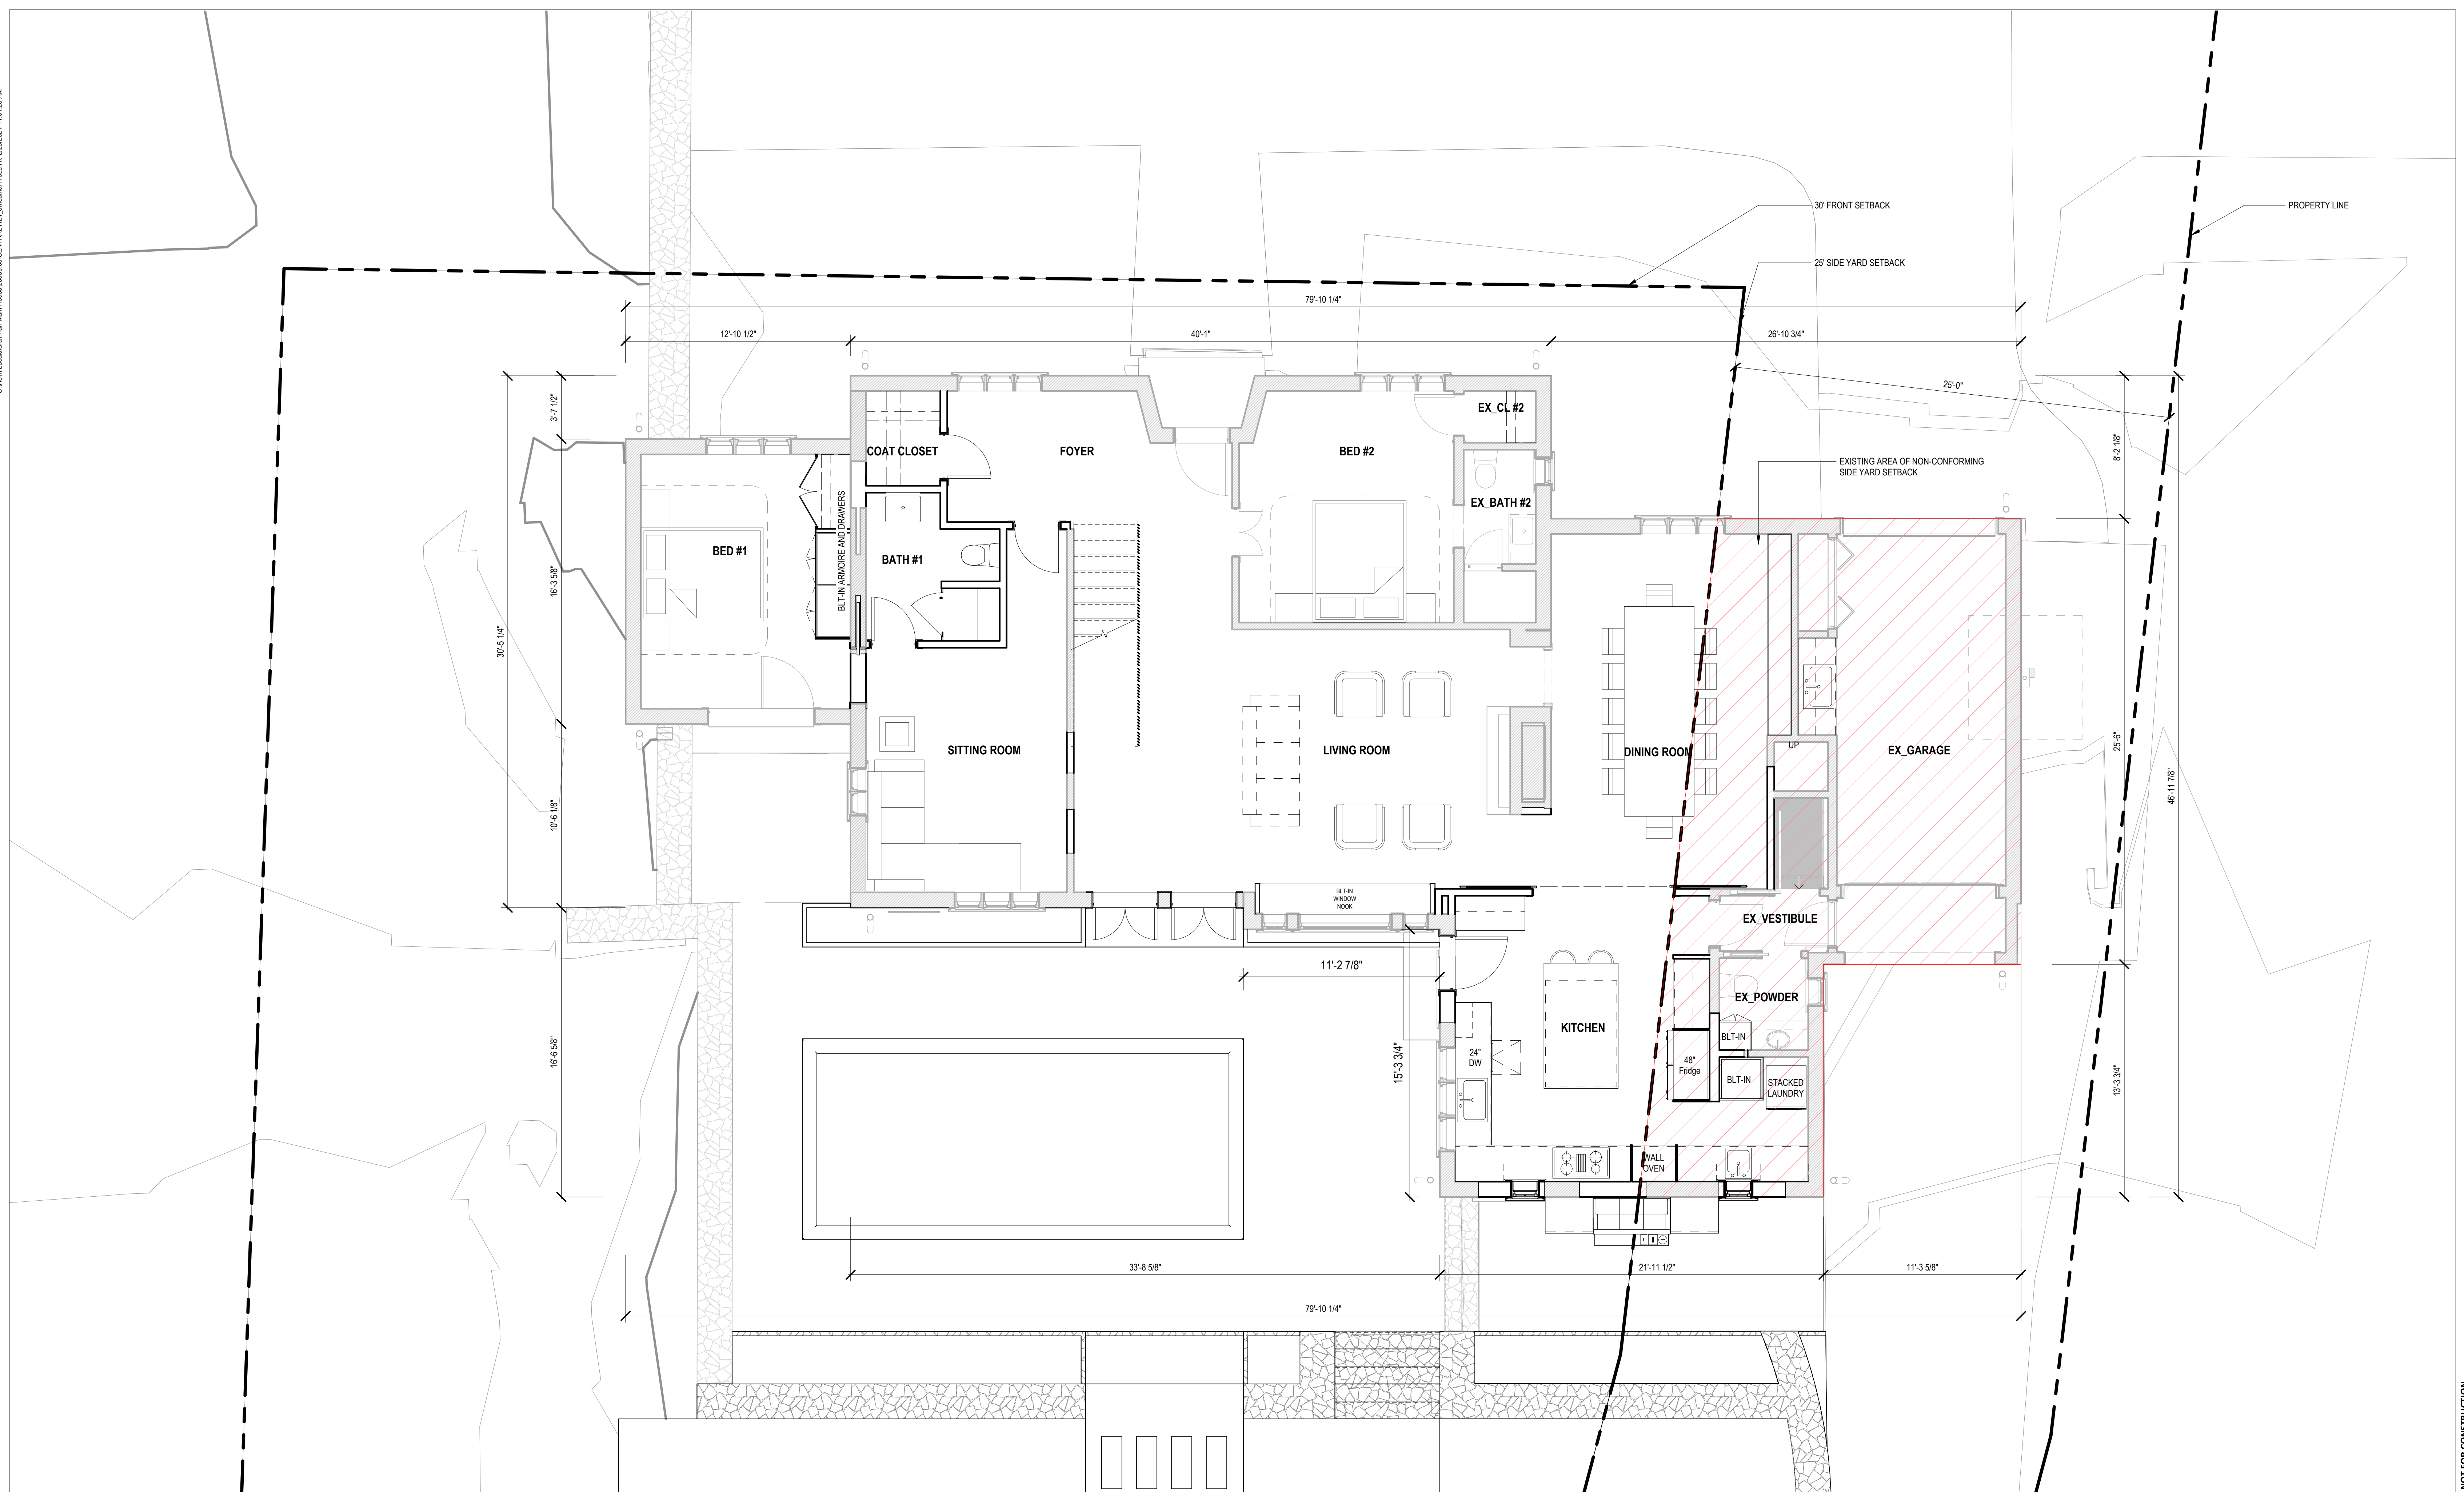 30' FRONT SETBACK
PROPERTY LINE
25' SIDE YARD SETBACK
79'-10 1/4"
12'-10 1/2"
40'-1"
26'-10 3/4"
25'-0"
3'-7 1/2"
8'-2 1/8"
COAT CLOSET
FOYER
BED #2
EX_CL #2
EXISTING AREA OF NON-CONFORMING
SIDE YARD SETBACK
EX_BATH #2
BED #1
BLT-IN ARMOIRE AND DRAWERS
BATH #1
16'-3 5/8"
30'-5 1/4"
SITTING ROOM
LIVING ROOM
DINING ROOM
UP
EX_GARAGE
25'-6"
46'-11 7/8"
10'-6 1/8"
BLT-IN
WINDOW
NOOK
EX_VESTIBULE
11'-2 7/8"
EX_POWDER
KITCHEN
BLT-IN
16'-6 5/8"
15'-3 3/4"
24"
DW
48"
Fridge
BLT-IN
STACKED
LAUNDRY
13'-3 3/4"
WALL
OVEN
33'-8 5/8"
21'-11 1/2"
11'-3 5/8"
79'-10 1/4"
NOT FOR CONSTRUCTION